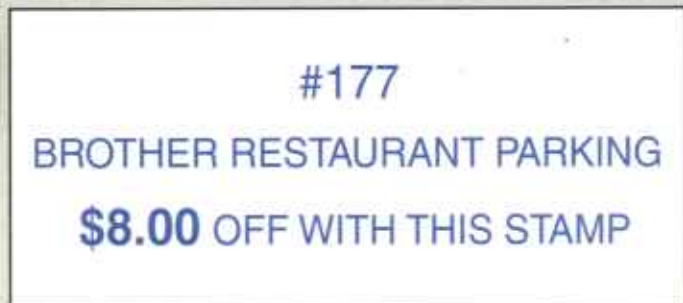 #177
BROTHER RESTAURANT PARKING
$8.00 OFF WITH THIS STAMP